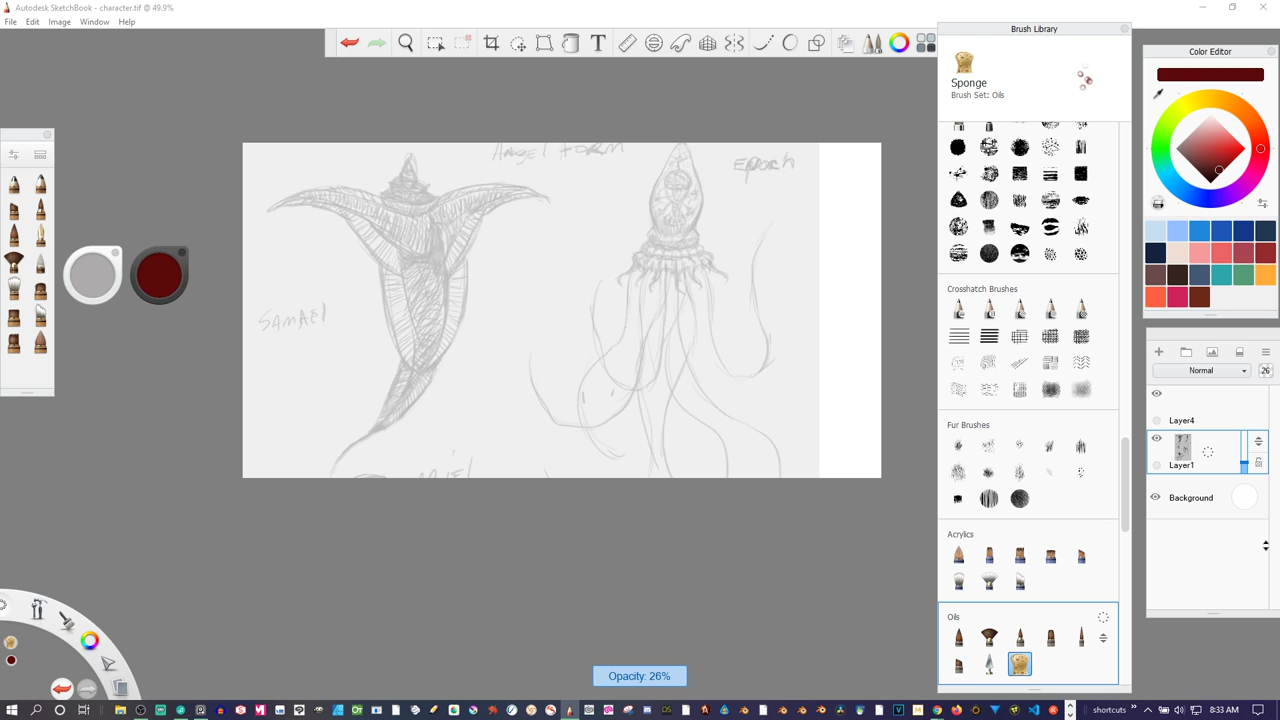 Autodesk SketchBook - character.tif @ 49.9%
File Edit Image Window Help
Brush Library
Sponge
Brush Set: Oils
Color Editor
ANGEL FORM
Epoch
SAMAEL
Crosshatch Brushes
Fur Brushes
Acrylics
Oils
Normal
26
Layer4
Layer1
Background
Opacity: 26%
shortcuts
8:33 AM